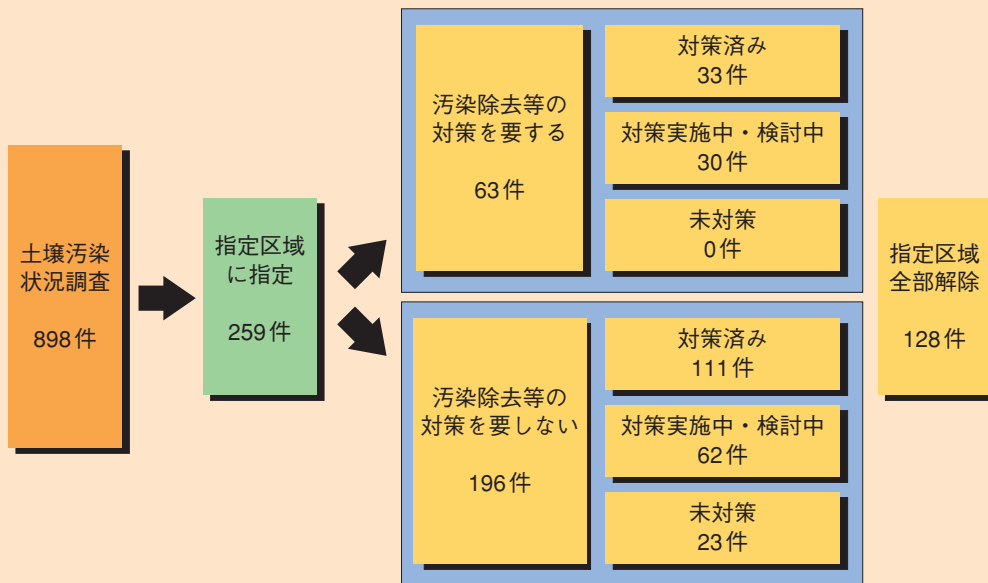 土壌汚染
状況調査
898件
指定区域
に指定
259件
汚染除去等の
対策を要する
63件
対策済み
33件
対策実施中・検討中
30件
未対策
0件
汚染除去等の
対策を要しない
196件
対策済み
111件
対策実施中・検討中
62件
未対策
23件
指定区域
全部解除
128件